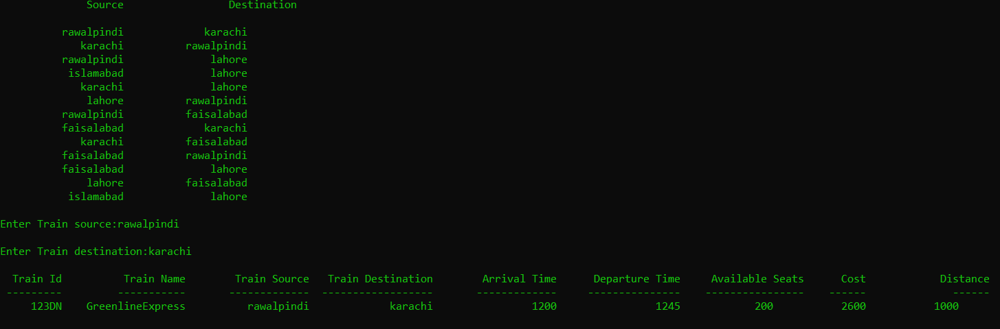 Source Destination
rawalpindi karachi
karachi rawalpindi
rawalpindi lahore
islamabad lahore
karachi lahore
lahore rawalpindi
rawalpindi faisalabad
faisalabad karachi
karachi faisalabad
faisalabad rawalpindi
faisalabad lahore
lahore faisalabad
islamabad lahore
Enter Train source:rawalpindi
Enter Train destination:karachi
Train Id Train Name Train Source Train Destination Arrival Time Departure Time Available Seats Cost Distance
--------- ----------- ------------- ------------------ ------------- --------------- ---------------- ------ ------
123DN GreenlineExpress rawalpindi karachi 1200 1245 200 2600 1000